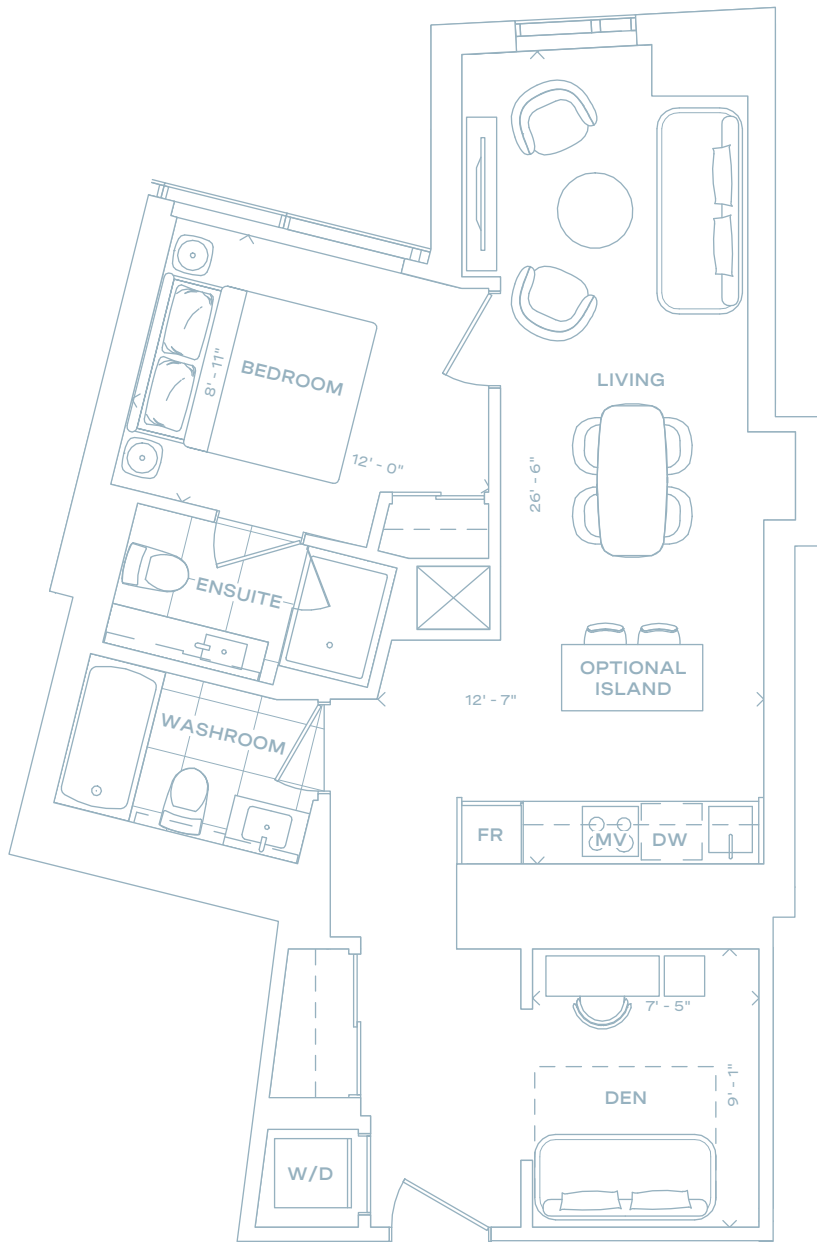 LIVING
BEDROOM
8' - 11"
12' - 0"
26' - 6"
ENSUITE
OPTIONAL
ISLAND
12' - 7"
WASHROOM
FR
MV
DW
7' - 5"
9' - 1"
DEN
W/D